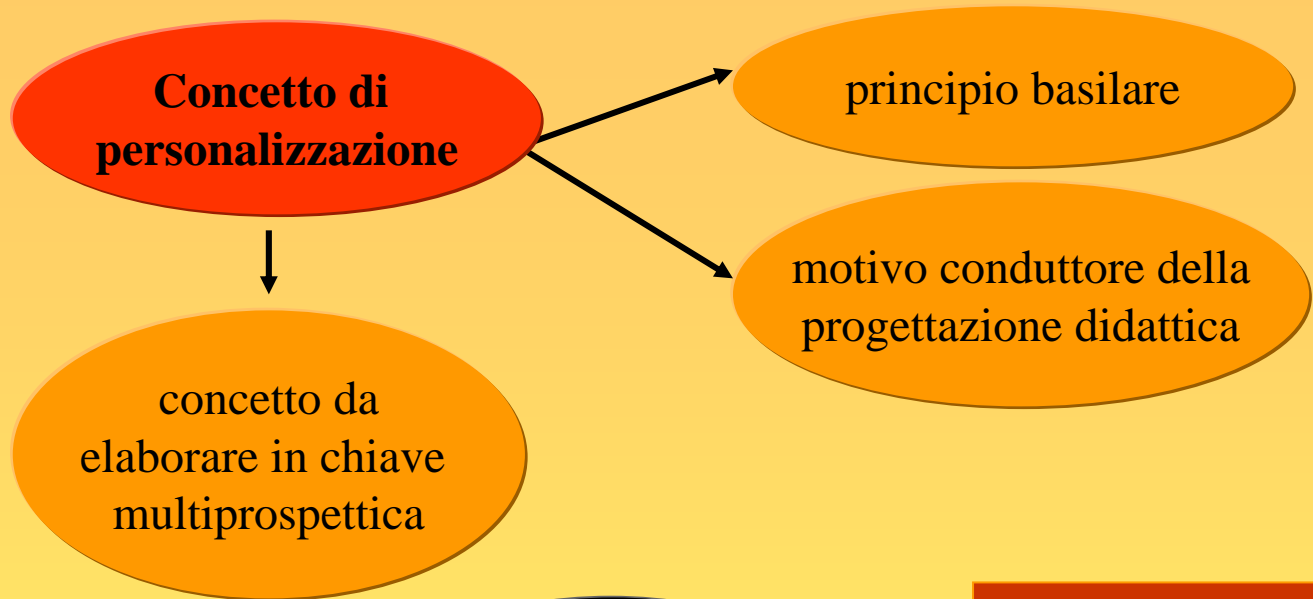 Concetto di
personalizzazione
principio basilare
motivo conduttore della
progettazione didattica
concetto da
elaborare in chiave
multiprospettica